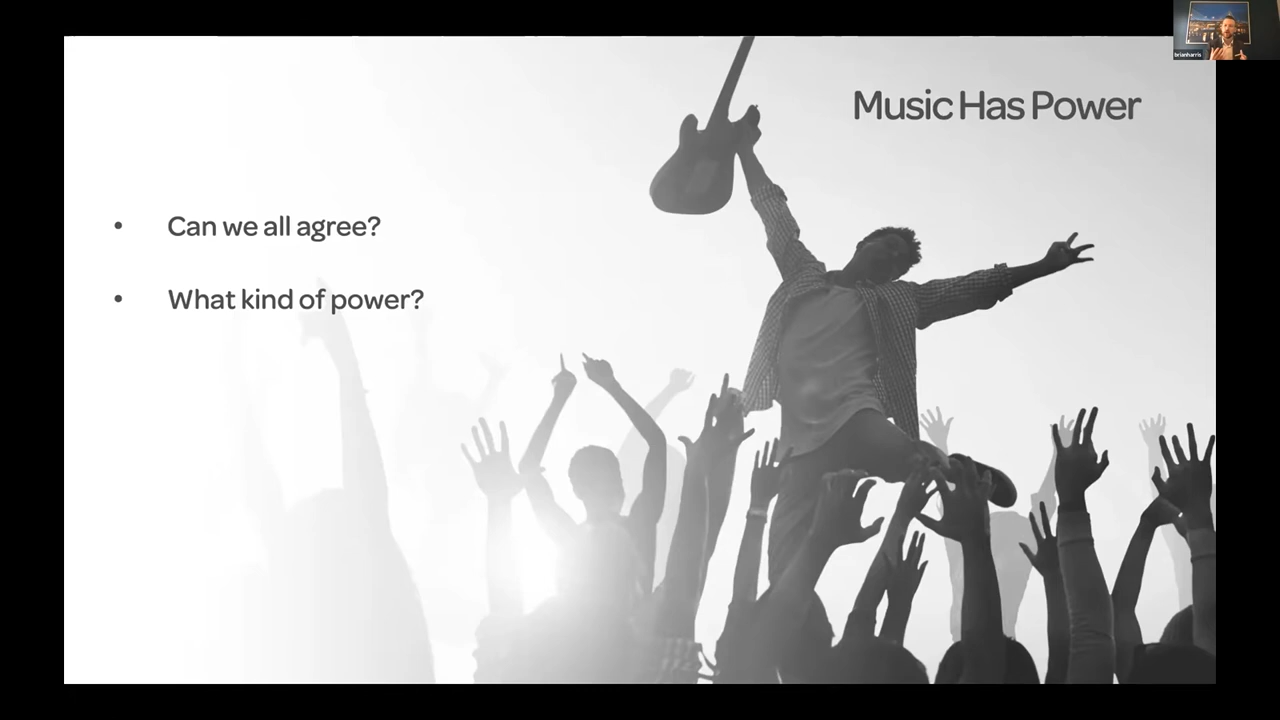 brianharris
Music Has Power
• Can we all agree?
• What kind of power?